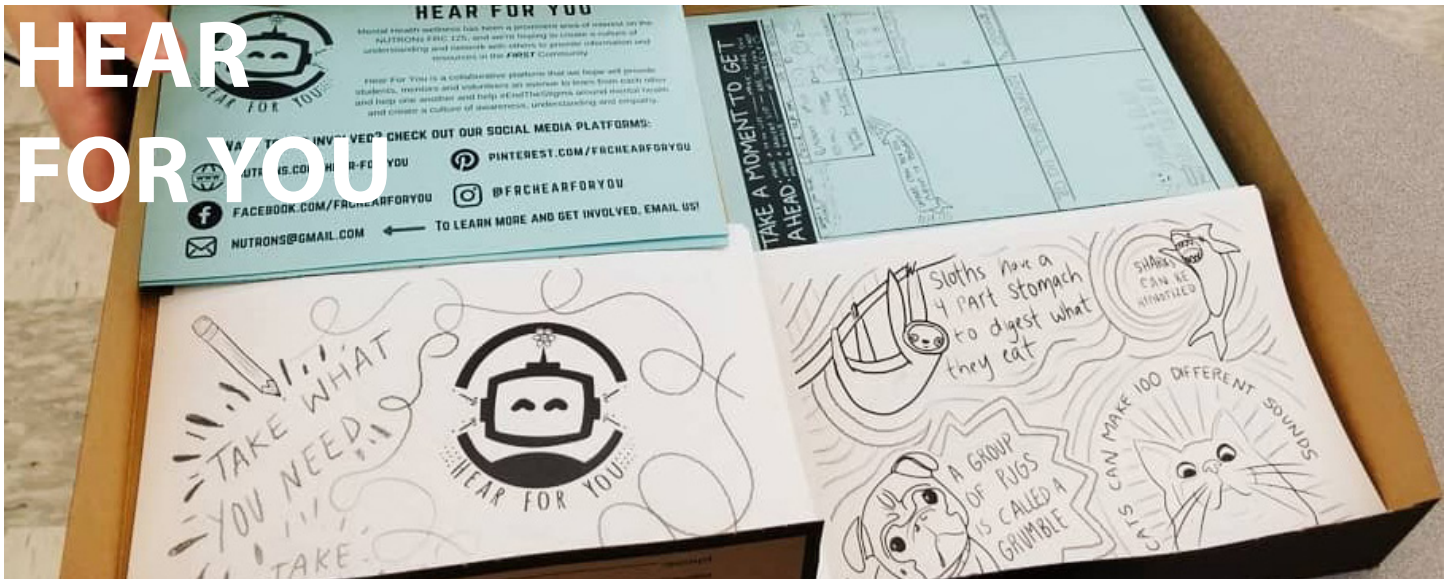 HEAR
FOR YOU
HEAR FOR YOU
Mental Health wellness has been a prominent area of interest on the
NUTRONs FRC 125, and we're hoping to create a culture of
understanding and network with others to provide information and
resources in the FIRST Community.
Hear For You is a collaborative platform that we hope will provide
students, mentors and volunteers an avenue to learn from each other
and help one another and help #EndTheStigma around mental health
and create a culture of awareness, understanding and empathy.
HEAR FOR YOU
INVOLVED? CHECK OUT OUR SOCIAL MEDIA PLATFORMS:
PINTEREST.COM/FRCHEARFORYOU
FACEBOOK.COM/FRCHEARFORYOU
@FRCHEARFORYOU
NUTRONS@GMAIL.COM
TO LEARN MORE AND GET INVOLVED, EMAIL US!
TAKE A MOMENT TO GET
AHEAD:
TAKE WHAT
YOU NEED
TAKE
HEAR FOR YOU
Sloths have a
4 PART Stomach
to digest what
they eat
SHARKS
CAN BE
HYNOTIZED
A GROUP
OF PUGS
IS CALLED A
GRUMBLE
CATS CAN MAKE 100 DIFFERENT SOUNDS